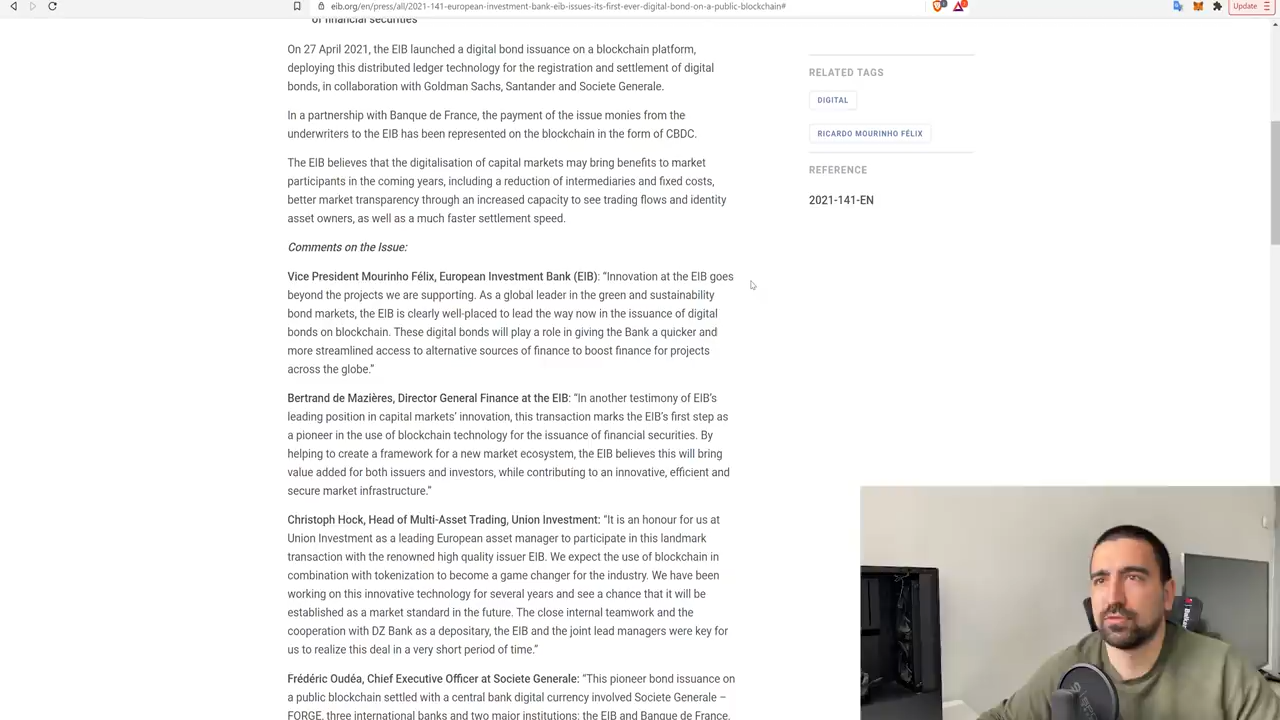 eib.org/en/press/all/2021-141-european-investment-bank-eib-issues-its-first-ever-digital-bond-on-a-public-blockchain#
Update
of financial securities
On 27 April 2021, the EIB launched a digital bond issuance on a blockchain platform,
deploying this distributed ledger technology for the registration and settlement of digital
bonds, in collaboration with Goldman Sachs, Santander and Societe Generale.
In a partnership with Banque de France, the payment of the issue monies from the
underwriters to the EIB has been represented on the blockchain in the form of CBDC.
The EIB believes that the digitalisation of capital markets may bring benefits to market
participants in the coming years, including a reduction of intermediaries and fixed costs,
better market transparency through an increased capacity to see trading flows and identity
asset owners, as well as a much faster settlement speed.
Comments on the Issue:
Vice President Mourinho Félix, European Investment Bank (EIB): “Innovation at the EIB goes
beyond the projects we are supporting. As a global leader in the green and sustainability
bond markets, the EIB is clearly well-placed to lead the way now in the issuance of digital
bonds on blockchain. These digital bonds will play a role in giving the Bank a quicker and
more streamlined access to alternative sources of finance to boost finance for projects
across the globe.”
Bertrand de Mazières, Director General Finance at the EIB: “In another testimony of EIB’s
leading position in capital markets’ innovation, this transaction marks the EIB’s first step as
a pioneer in the use of blockchain technology for the issuance of financial securities. By
helping to create a framework for a new market ecosystem, the EIB believes this will bring
value added for both issuers and investors, while contributing to an innovative, efficient and
secure market infrastructure.”
Christoph Hock, Head of Multi-Asset Trading, Union Investment: “It is an honour for us at
Union Investment as a leading European asset manager to participate in this landmark
transaction with the renowned high quality issuer EIB. We expect the use of blockchain in
combination with tokenization to become a game changer for the industry. We have been
working on this innovative technology for several years and see a chance that it will be
established as a market standard in the future. The close internal teamwork and the
cooperation with DZ Bank as a depositary, the EIB and the joint lead managers were key for
us to realize this deal in a very short period of time.”
Frédéric Oudéa, Chief Executive Officer at Societe Generale: “This pioneer bond issuance on
a public blockchain settled with a central bank digital currency involved Societe Generale –
FORGE, three international banks and two major institutions: the EIB and Banque de France.
RELATED TAGS
DIGITAL
RICARDO MOURINHO FÉLIX
REFERENCE
2021-141-EN